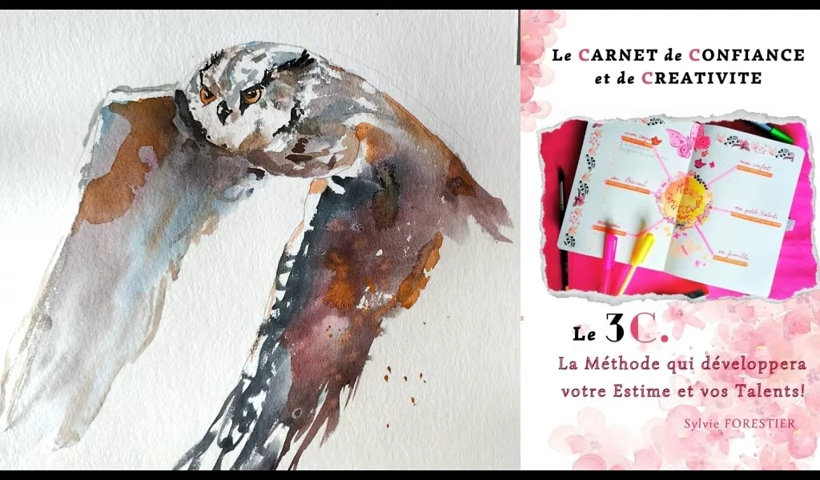 Le CARNET de CONFIANCE
et de CREATIVITE
Le 3C.
La Méthode qui développera
votre Estime et vos Talents!
Sylvie FORESTIER